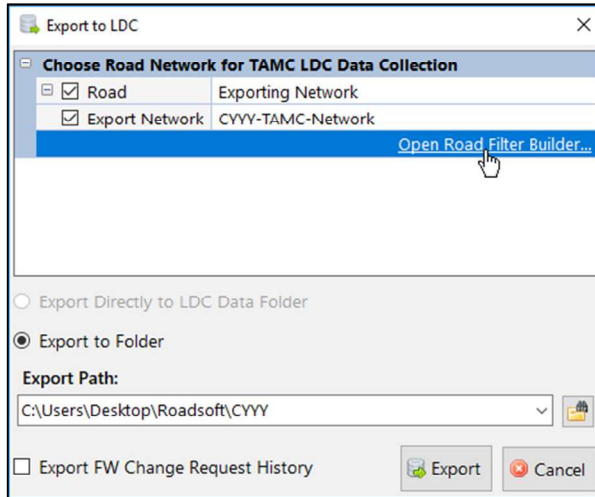 Export to LDC
Choose Road Network for TAMC LDC Data Collection
Road Exporting Network
Export Network CYYY-TAMC-Network
Open Road Filter Builder...
Export Directly to LDC Data Folder
Export to Folder
Export Path:
C:\Users\Desktop\Roadsoft\CYYY
Export FW Change Request History Export Cancel